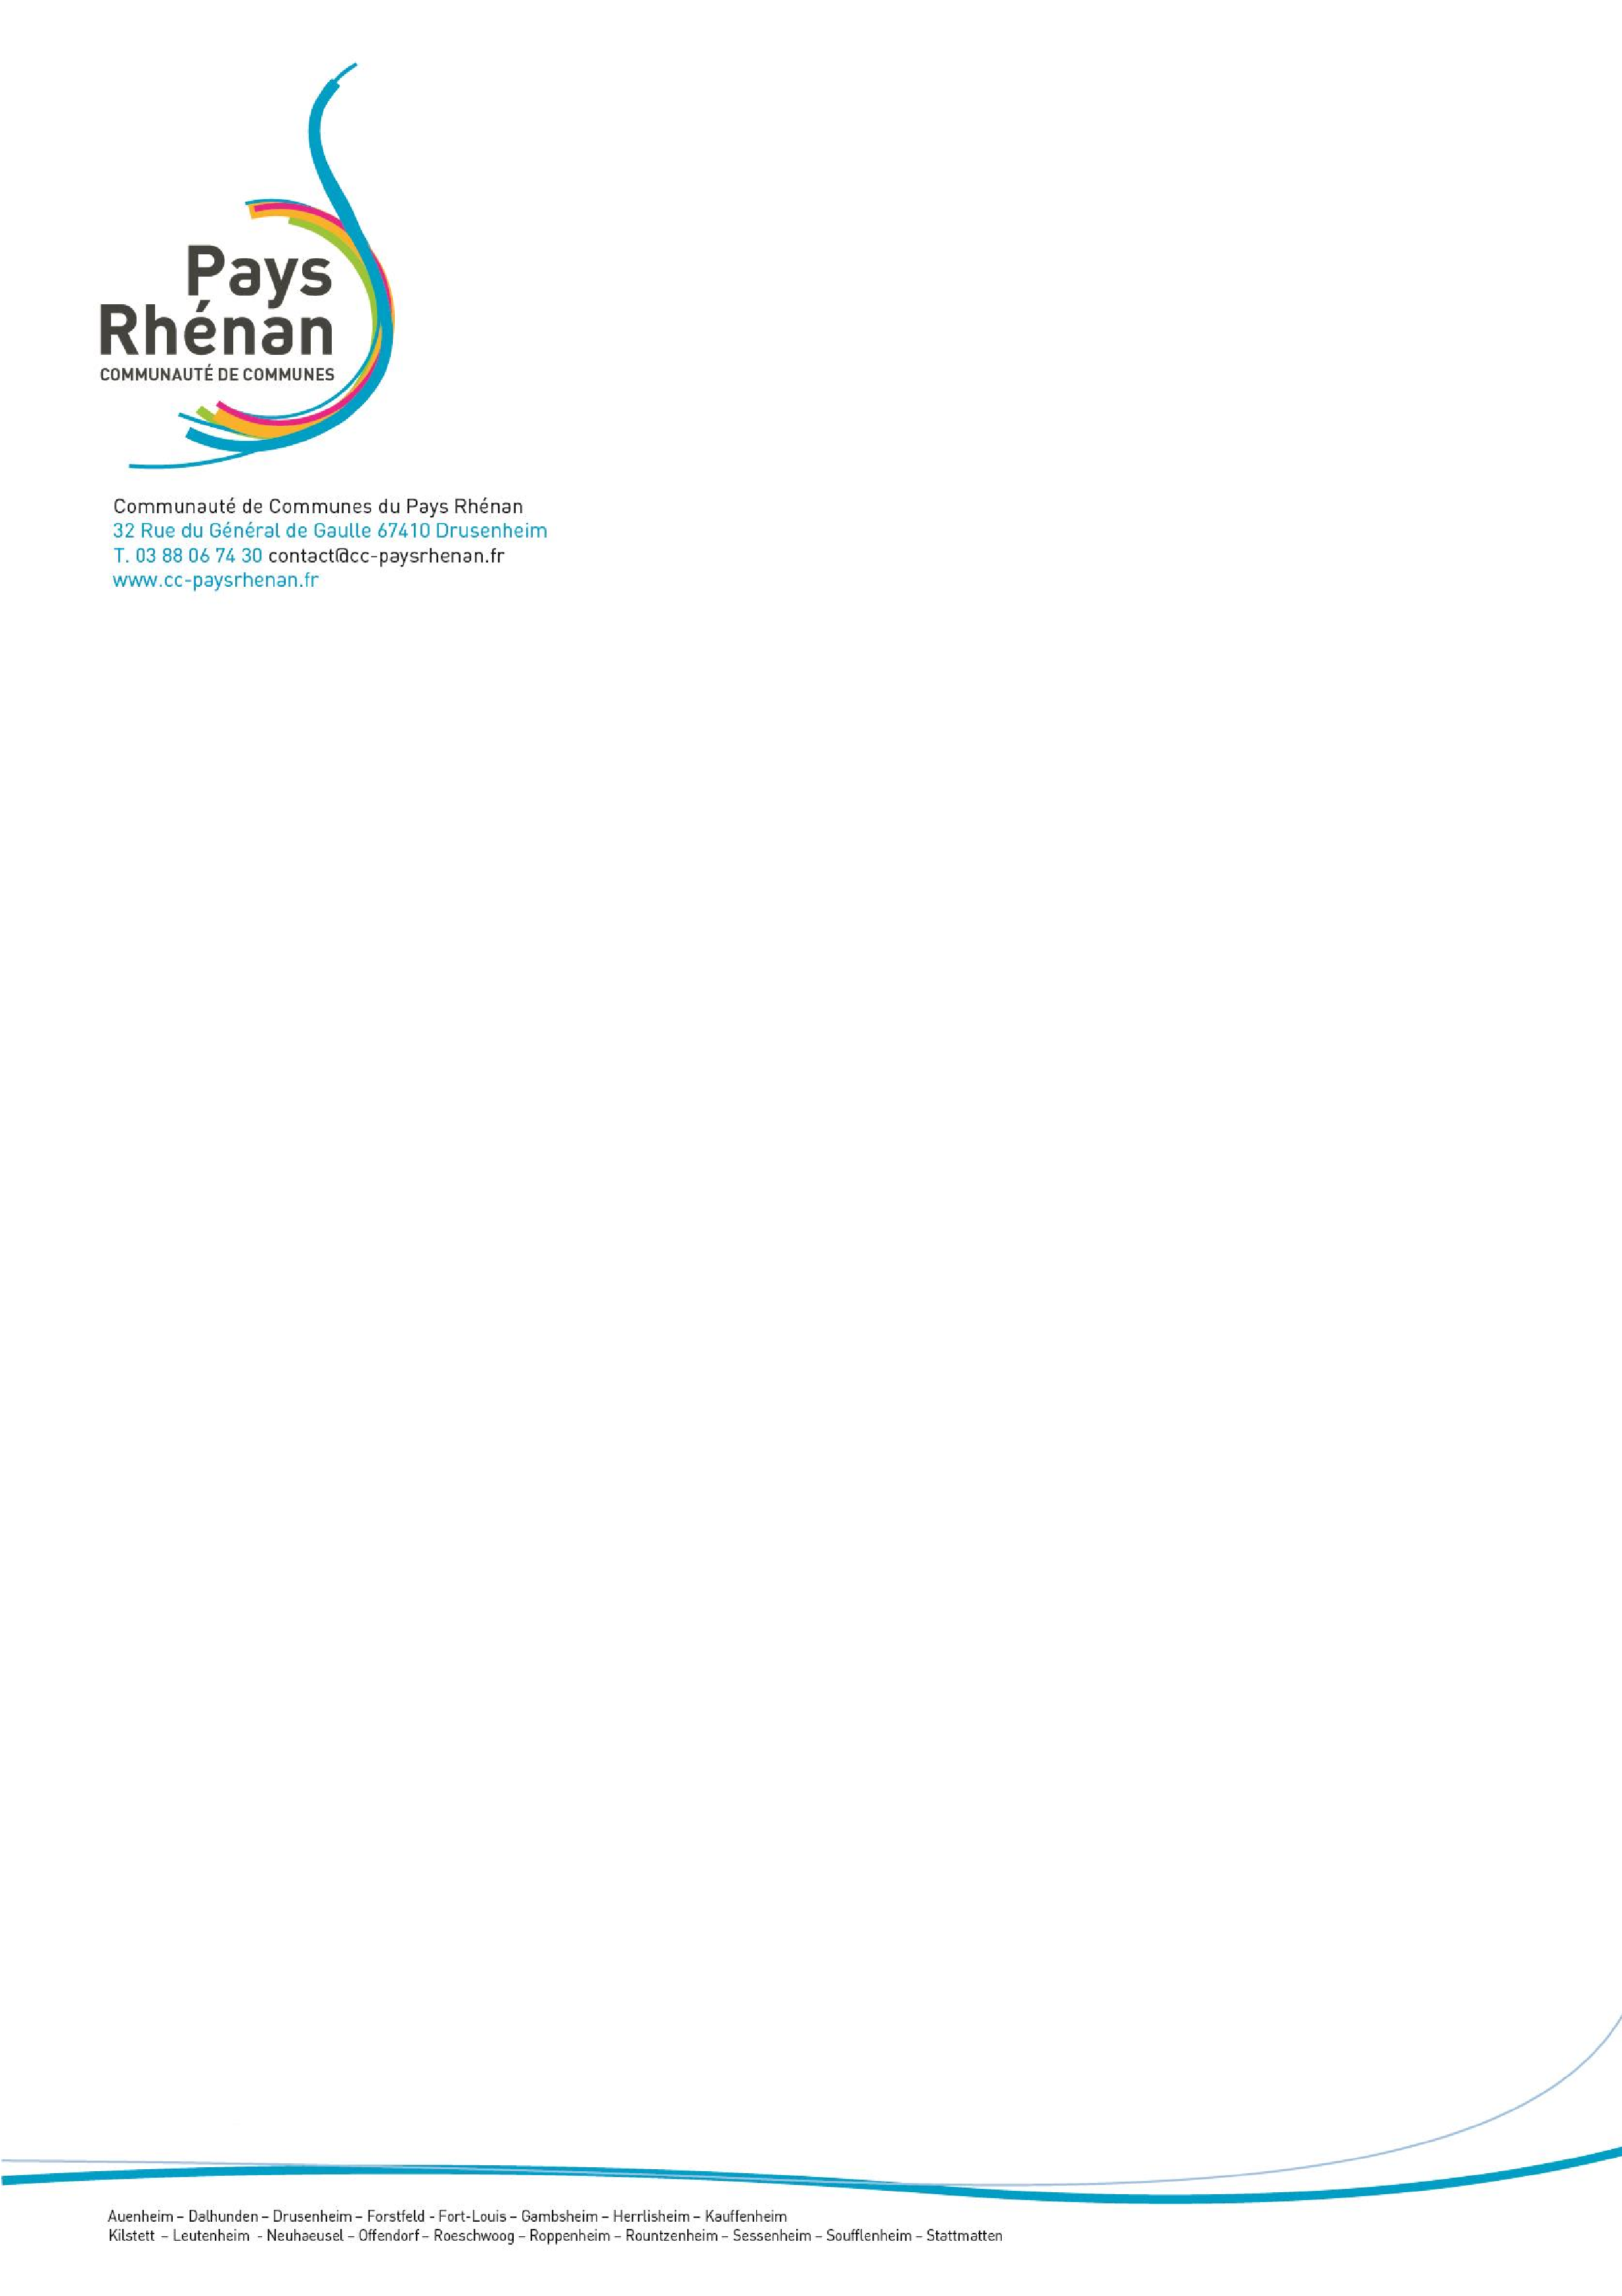 Pays
Rhénan
COMMUNAUTÉ DE COMMUNES
Communauté de Communes du Pays Rhénan
32 Rue du Général de Gaulle 67410 Drusenheim
T. 03 88 06 74 30 contact@cc-paysrhenan.fr
www.cc-paysrhenan.fr
Auenheim – Dalhunden – Drusenheim – Forstfeld - Fort-Louis – Gambsheim – Herrlisheim – Kauffenheim
Kilstett – Leutenheim - Neuhaeusel – Offendorf – Roeschwoog – Roppenheim – Rountzenheim – Sessenheim – Soufflenheim – Stattmatten